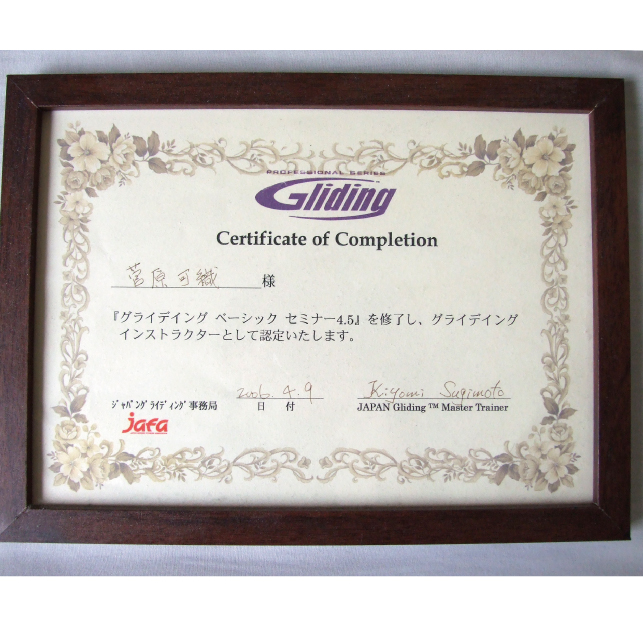 PROFESSIONAL SERIES
Gliding
Certificate of Completion
菅原可織 様
『グライデイング ベーシック セミナー4.5』を修了し、グライデイング
インストラクターとして認定いたします。
2006. 4. 9 Kiyomi Sugimoto
ジャパングライディング事務局 日 付 JAPAN Gliding ™ Master Trainer
jafa